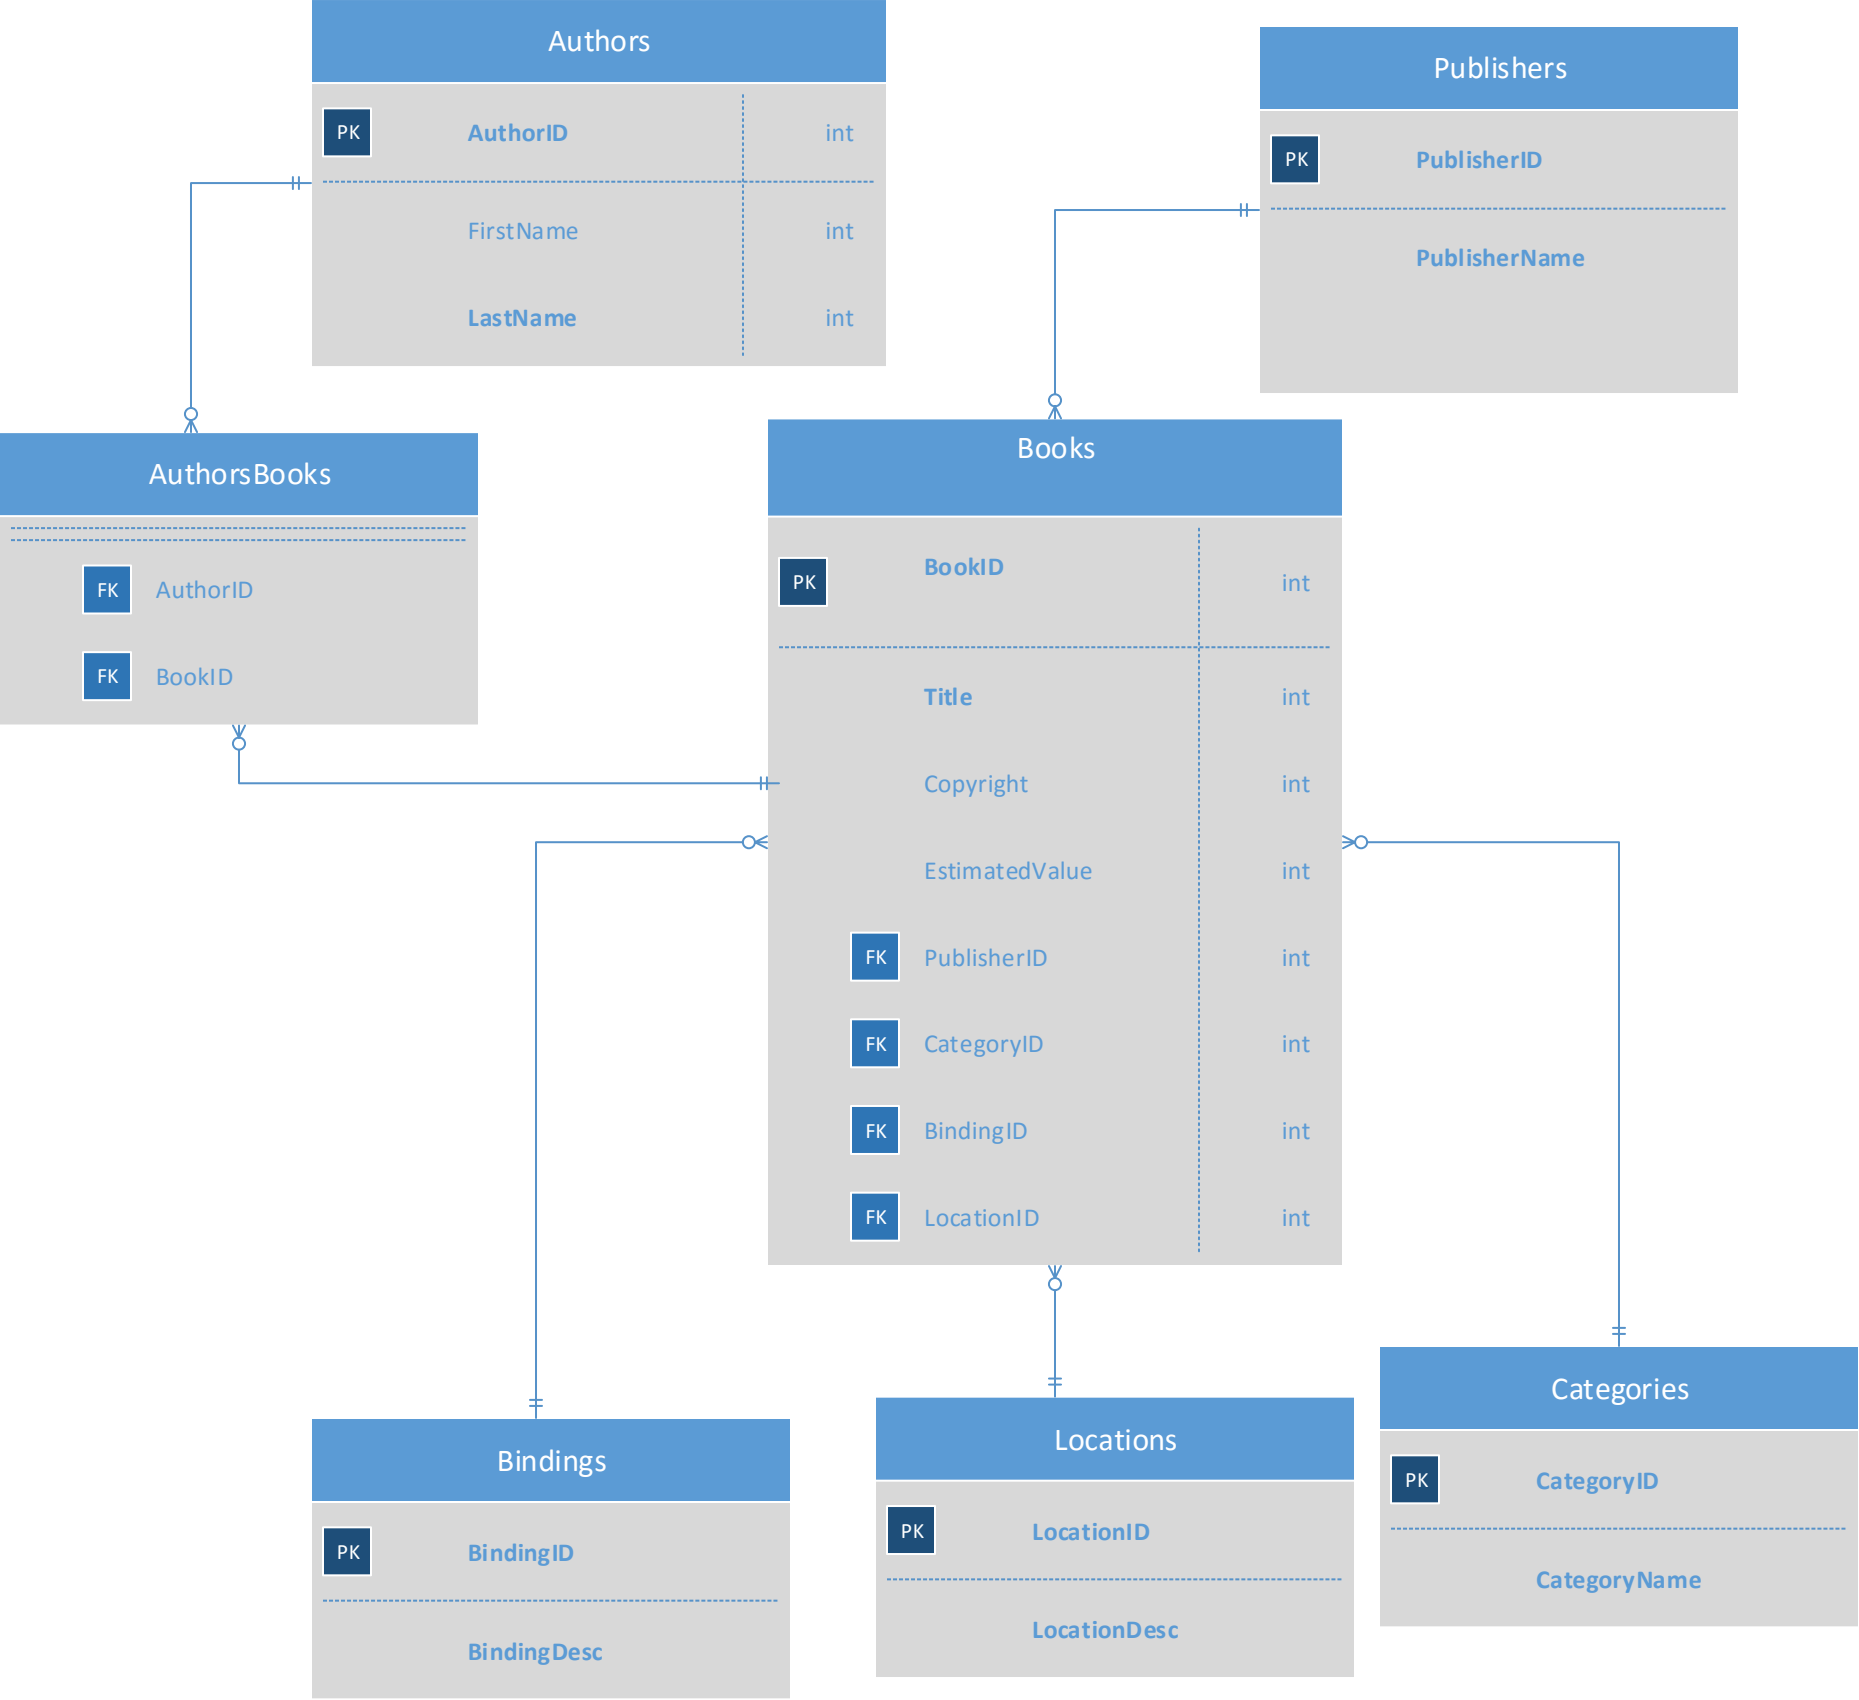 Authors
PK AuthorID int
FirstName int
LastName int
Publishers
PK PublisherID
PublisherName
AuthorsBooks
FK AuthorID
FK BookID
Books
PK BookID int
Title int
Copyright int
EstimatedValue int
FK PublisherID int
FK CategoryID int
FK BindingID int
FK LocationID int
Bindings
PK BindingID
BindingDesc
Locations
PK LocationID
LocationDesc
Categories
PK CategoryID
CategoryName